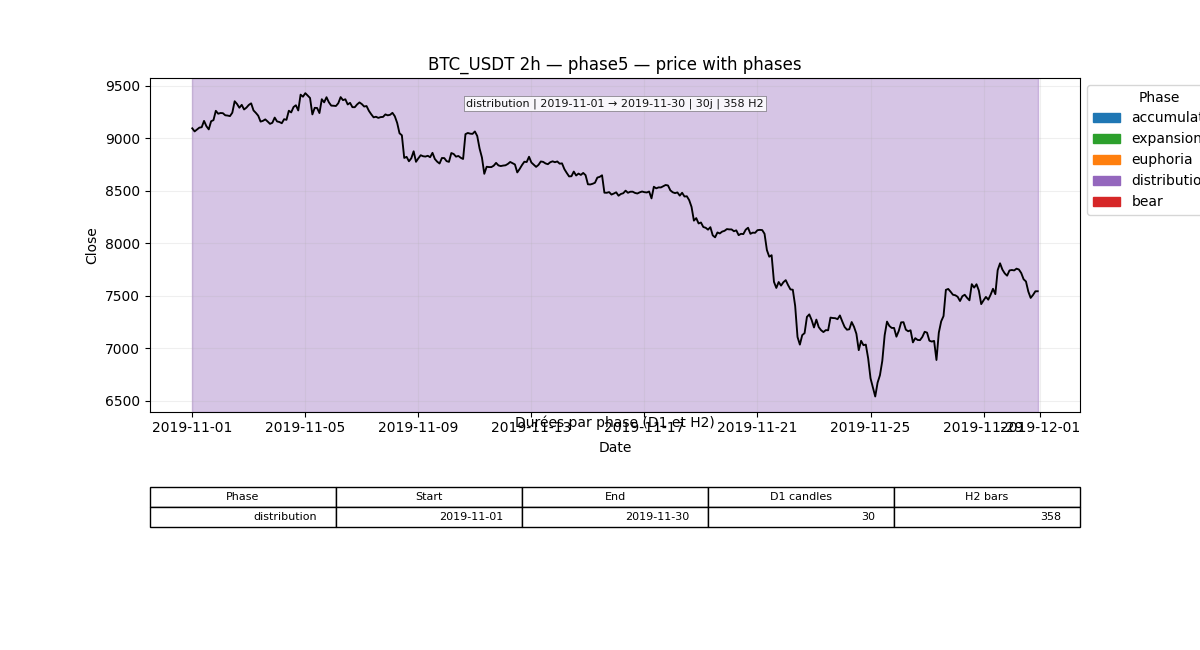 BTC_USDT 2h — phase5 — price with phases
distribution | 2019-11-01 → 2019-11-30 | 30j | 358 H2
Close
9500
9000
8500
8000
7500
7000
6500
Phase
accumulat
expansion
euphoria
distributio
bear
2019-11-01 2019-11-05 2019-11-09 2019-11-13 2019-11-17 2019-11-21 2019-11-25 2019-11-29 2019-12-01
Durées par phase (D1 et H2)
Date
Phase Start End D1 candles H2 bars
distribution 2019-11-01 2019-11-30 30 358